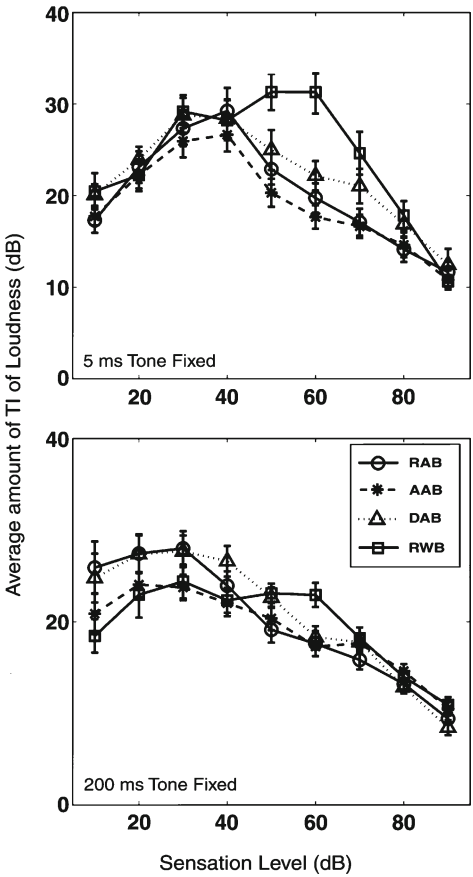 Average amount of TI of Loudness (dB)
40
30
20
10
0
5 ms Tone Fixed
20 40 60 80
40
20
0
RAB
AAB
DAB
RWB
200 ms Tone Fixed
20 40 60 80
Sensation Level (dB)